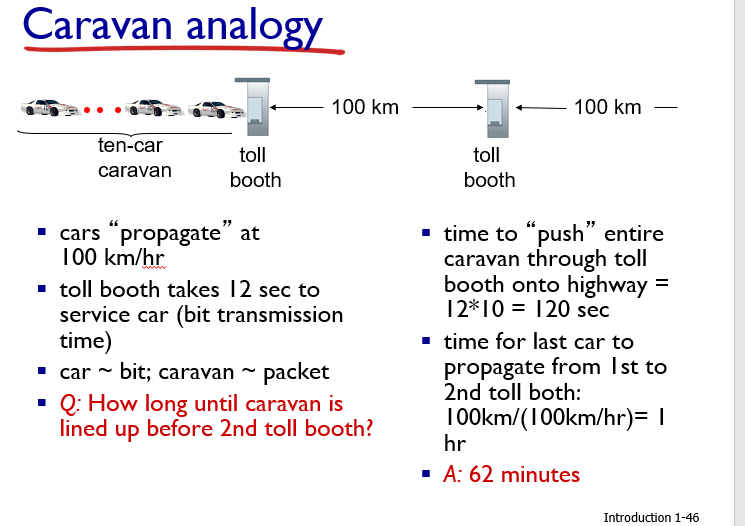 Caravan analogy
100 km
100 km
ten-car
caravan
toll
booth
toll
booth
cars “propagate” at
100 km/hr
toll booth takes 12 sec to
service car (bit transmission
time)
car ~ bit; caravan ~ packet
Q: How long until caravan is
lined up before 2nd toll booth?
time to “push” entire
caravan through toll
booth onto highway =
12*10 = 120 sec
time for last car to
propagate from 1st to
2nd toll both:
100km/(100km/hr)= 1
hr
A: 62 minutes
Introduction 1-46